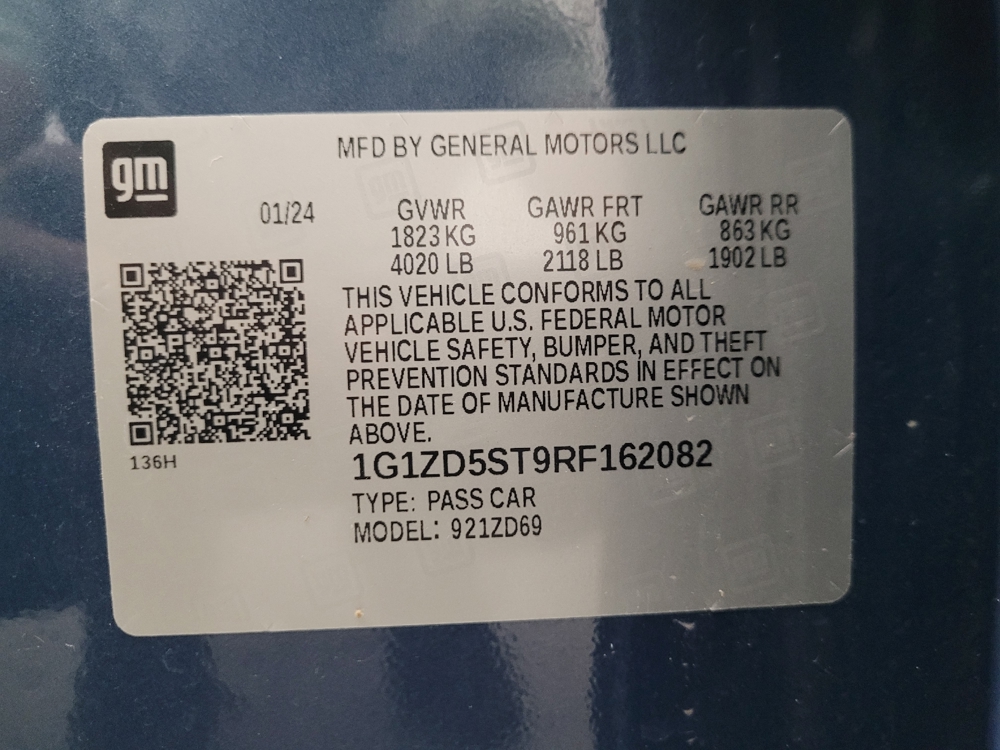 gm
MFD BY GENERAL MOTORS LLC
01/24 GVWR GAWR FRT GAWR RR
1823 KG 961 KG 863 KG
4020 LB 2118 LB 1902 LB
THIS VEHICLE CONFORMS TO ALL
APPLICABLE U.S. FEDERAL MOTOR
VEHICLE SAFETY, BUMPER, AND THEFT
PREVENTION STANDARDS IN EFFECT ON
THE DATE OF MANUFACTURE SHOWN
ABOVE.
136H
1G1ZD5ST9RF162082
TYPE: PASS CAR
MODEL: 921ZD69